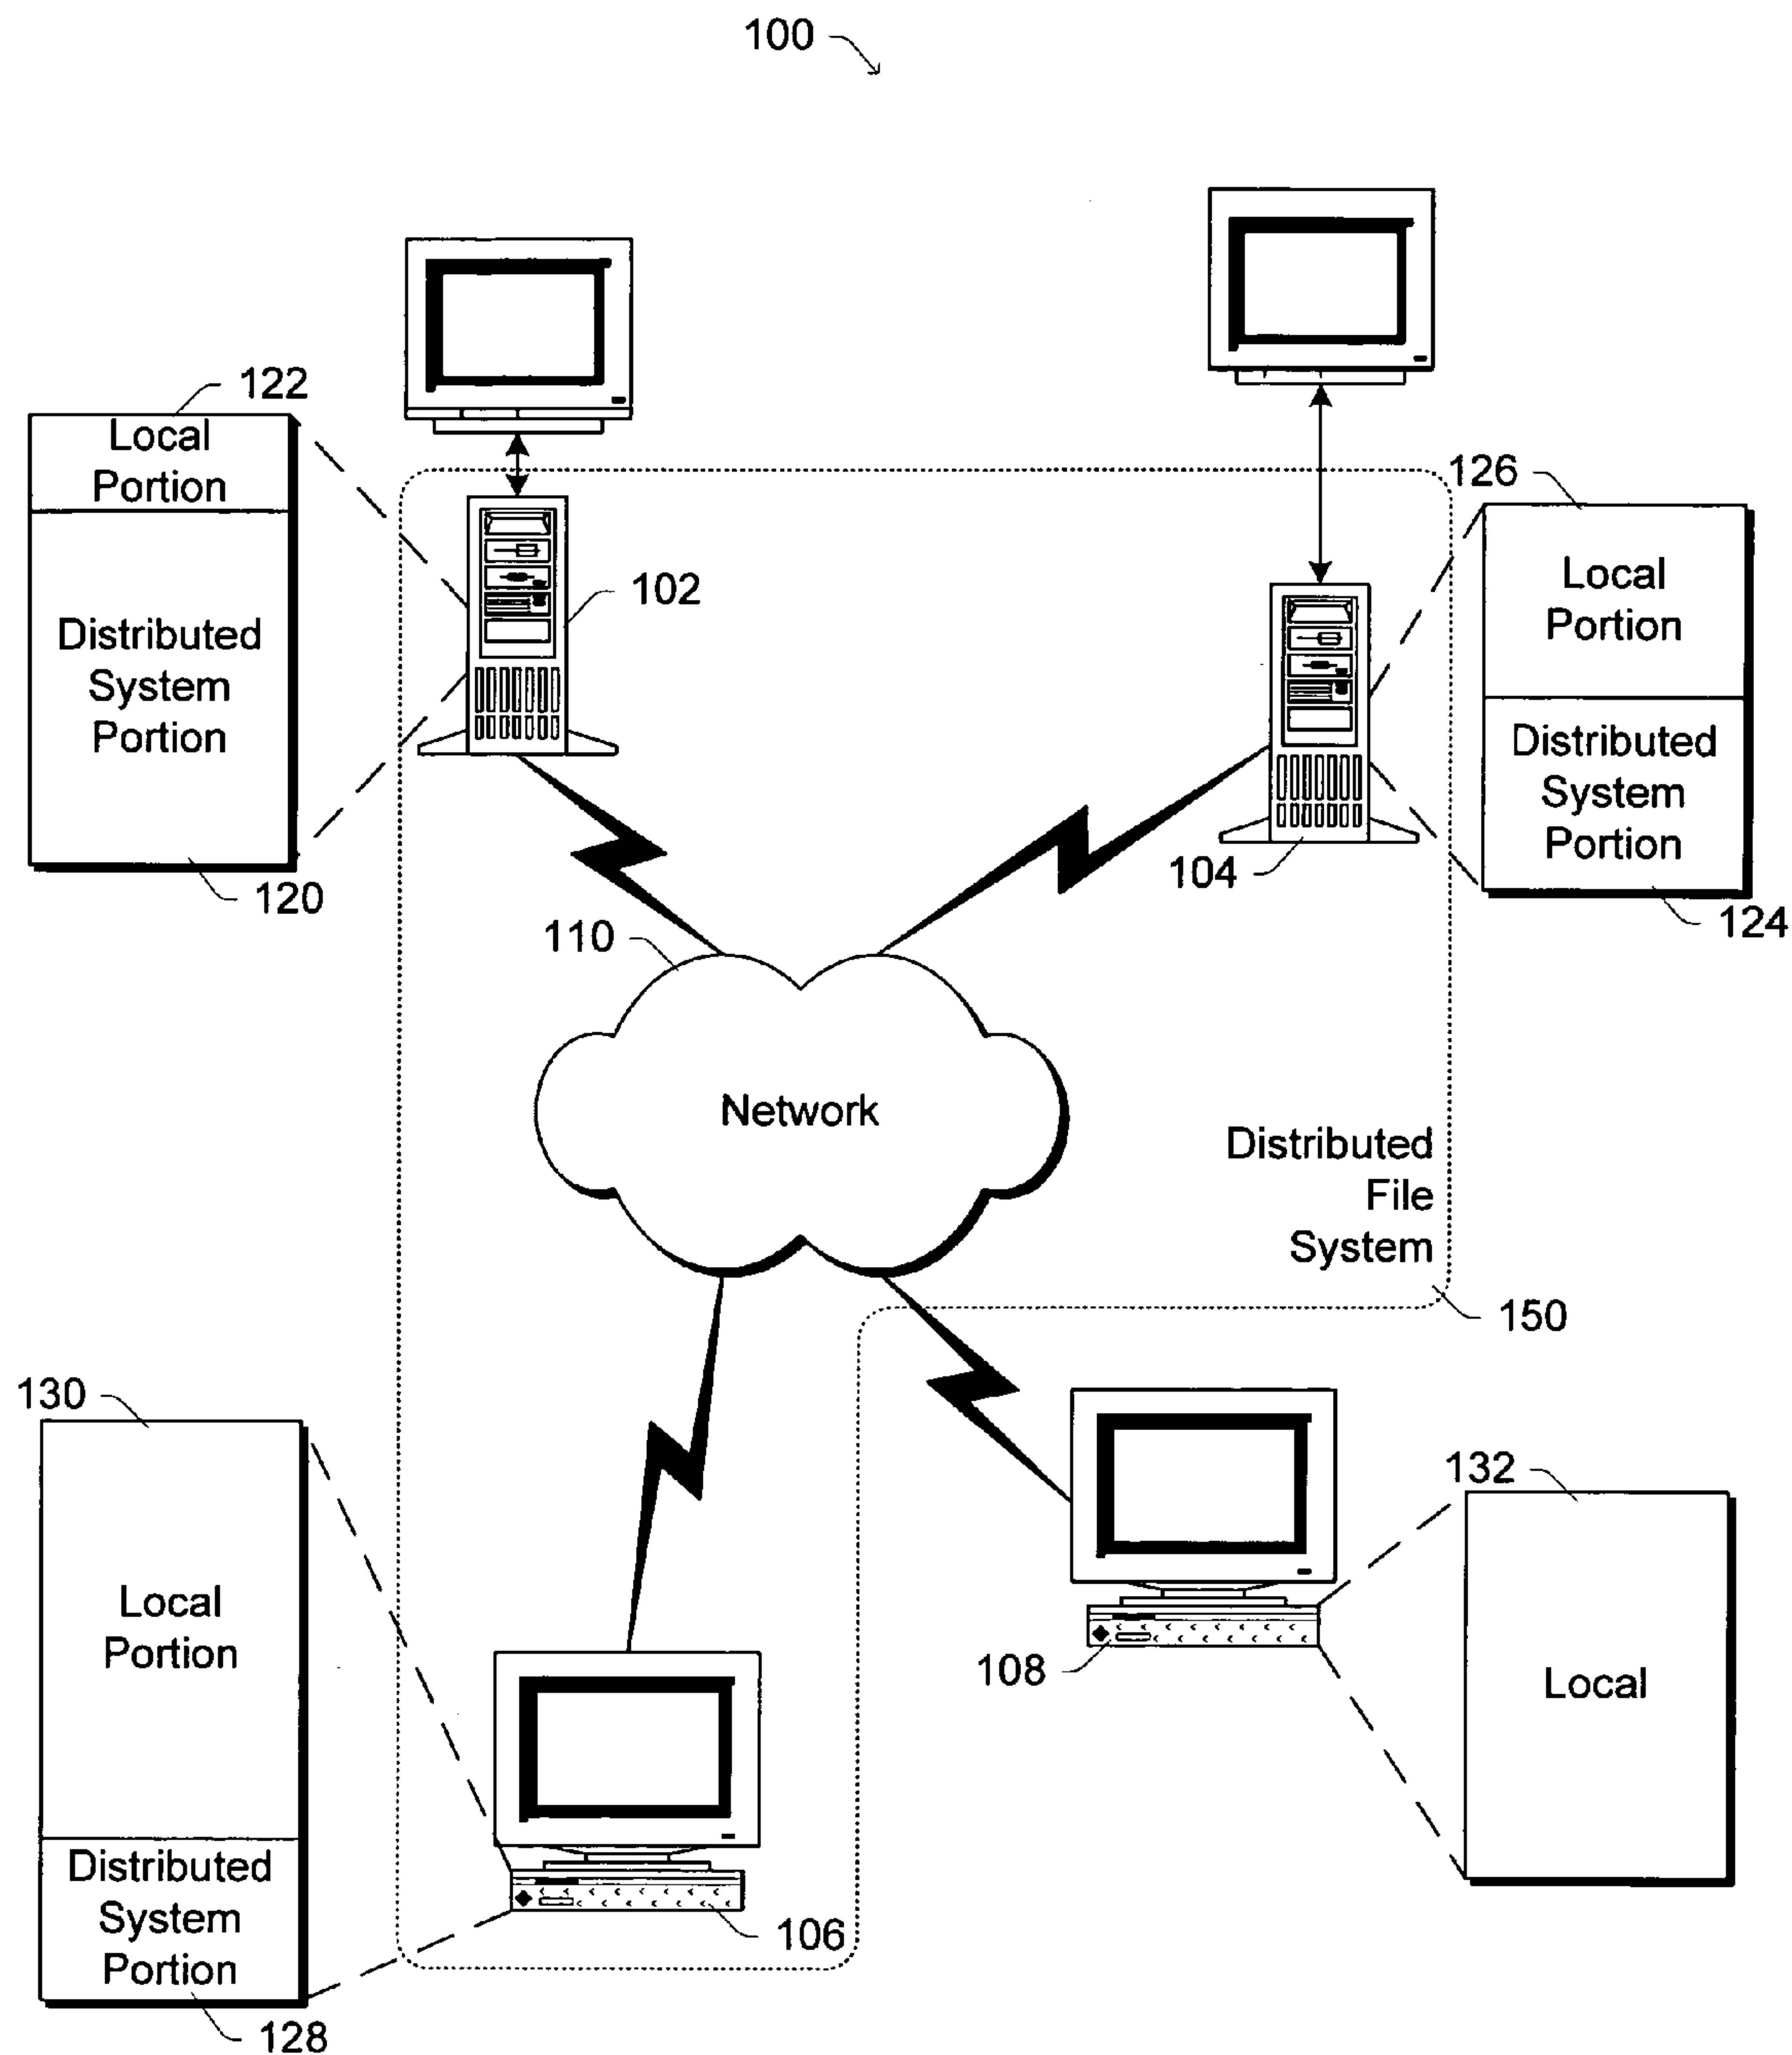 100
122
Local
Portion
Distributed
System
Portion
120
102
126
Local
Portion
Distributed
System
Portion
104
124
110
Network
Distributed
File
System
150
130
Local
Portion
Distributed
System
Portion
128
106
132
Local
108